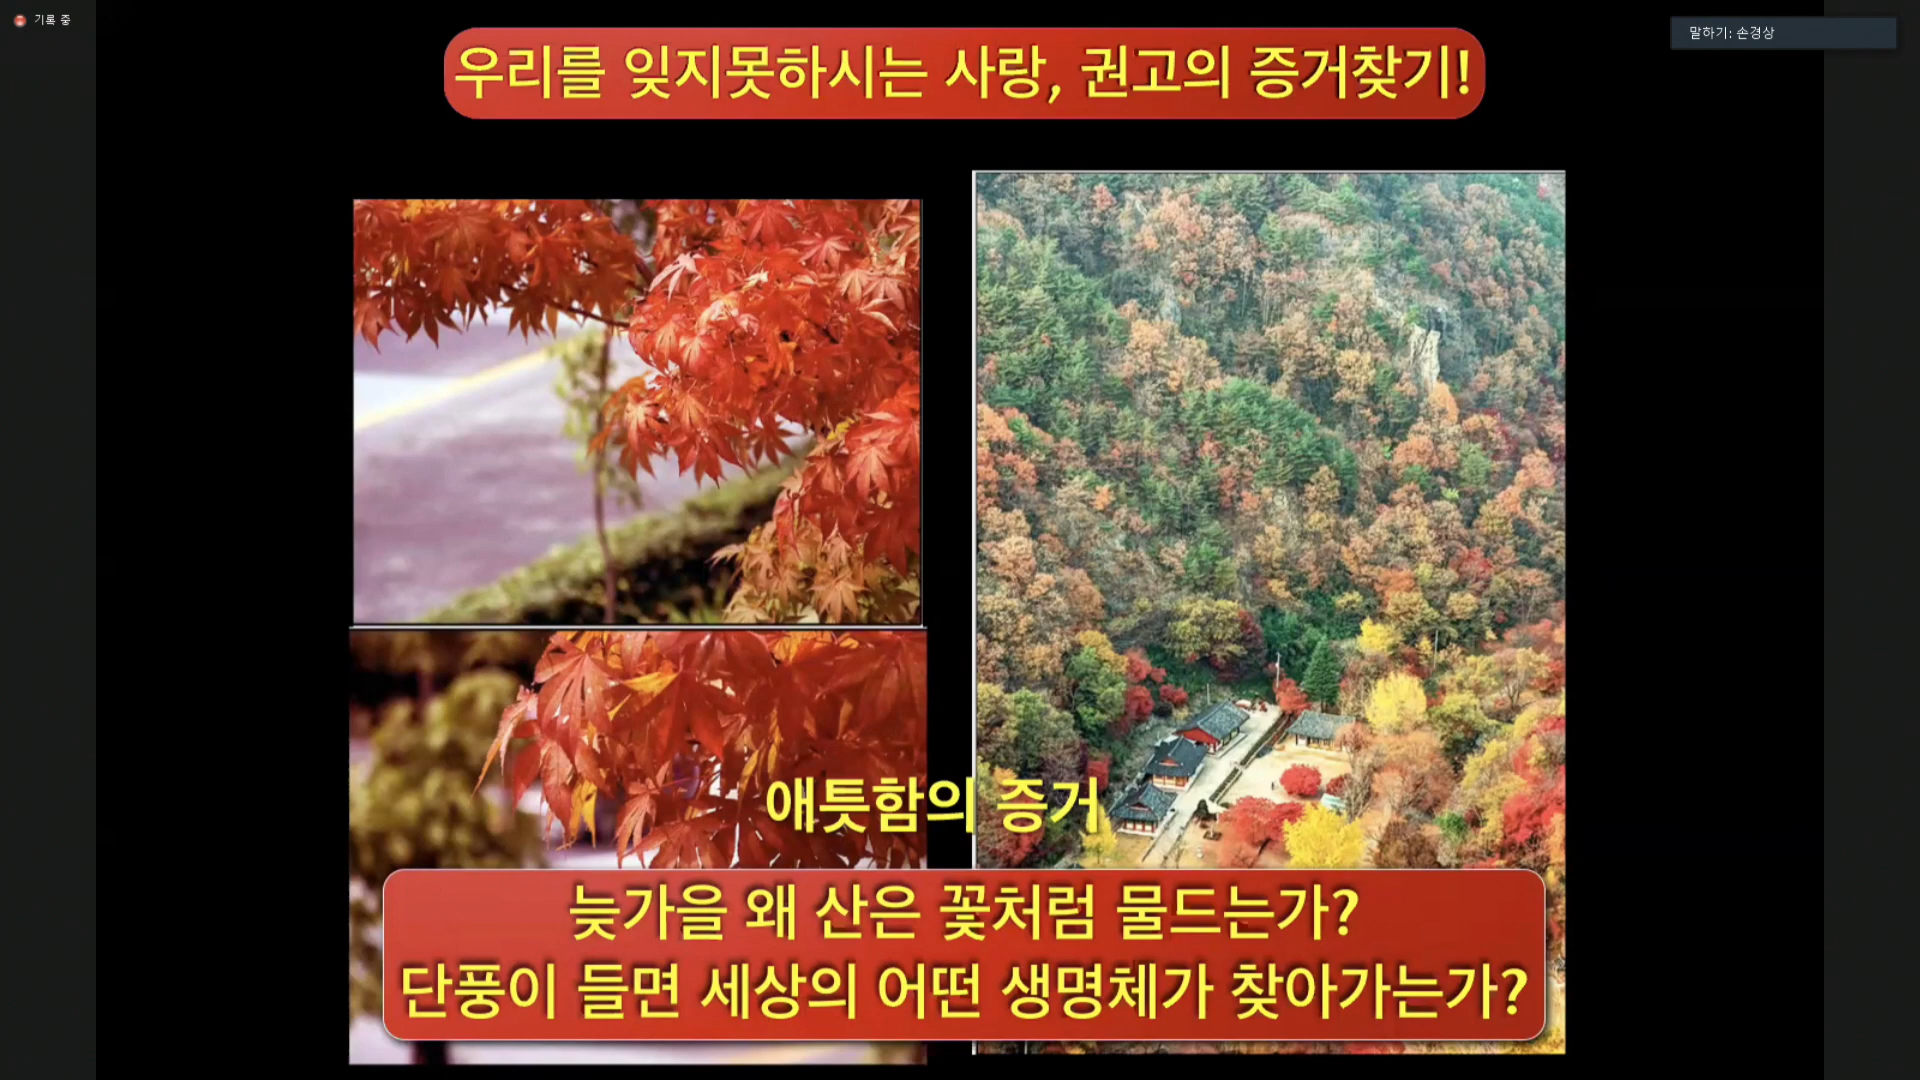 기록 중
말하기: 손경상
우리를 잊지못하시는 사랑, 권고의 증거찾기!
애틋함의 증거
늦가을 왜 산은 꽃처럼 물드는가?
단풍이 들면 세상의 어떤 생명체가 찾아가는가?